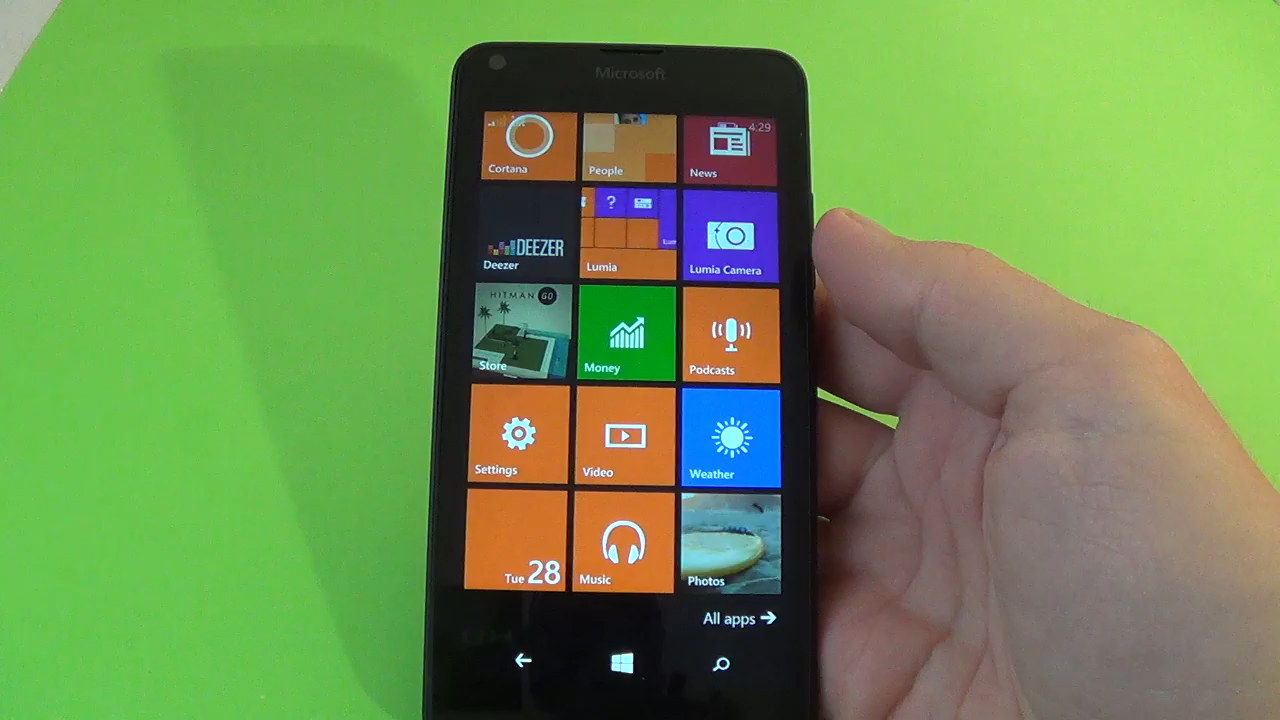 Microsoft
4:29
Cortana
People
News
DEEZER
Deezer
?
Lumia
Lumia Camera
HITMAN GO
Store
Money
Podcasts
Settings
Video
Weather
Tue 28
Music
Photos
All apps